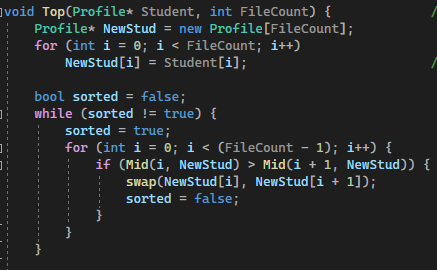 void Top(Profile* Student, int FileCount) { /
    Profile* NewStud = new Profile[FileCount];
    for (int i = 0; i < FileCount; i++)
        NewStud[i] = Student[i]; /
    bool sorted = false;
    while (sorted != true) {
        sorted = true;
        for (int i = 0; i < (FileCount - 1); i++) {
            if (Mid(i, NewStud) > Mid(i + 1, NewStud)) {
                swap(NewStud[i], NewStud[i + 1]);
                sorted = false;
            }
        }
    }